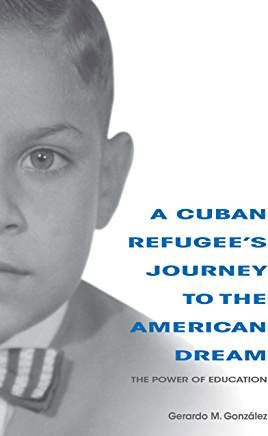 A CUBAN
REFUGEE'S
JOURNEY
TO THE
AMERICAN
DREAM
THE POWER OF EDUCATION
Gerardo M. González